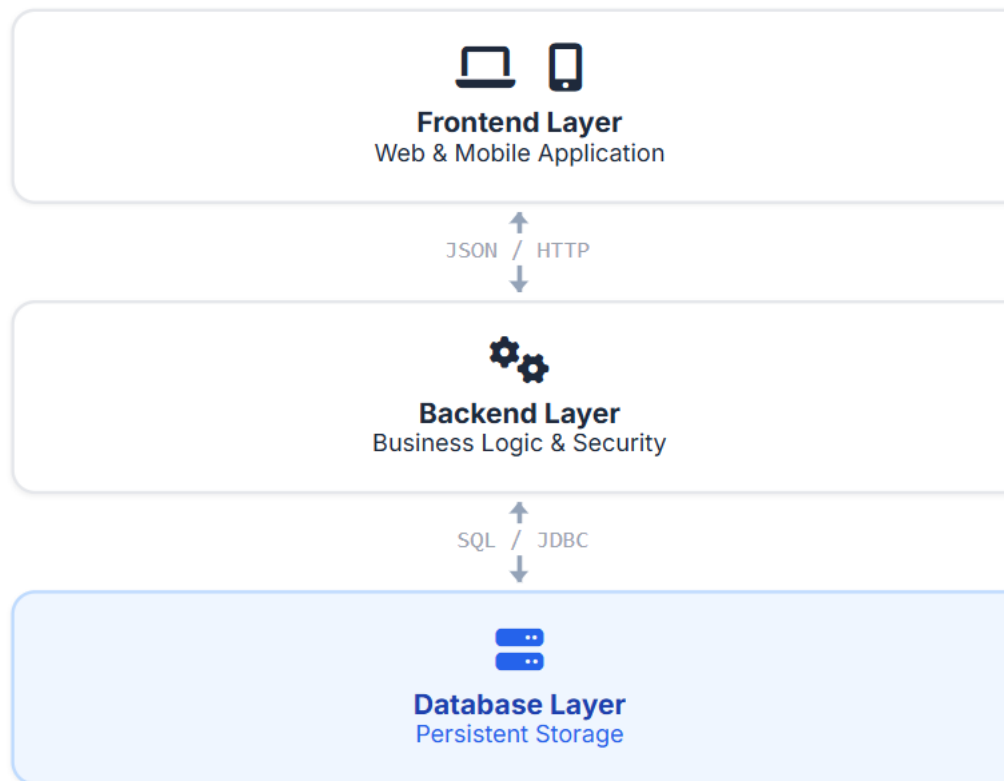 Frontend Layer
Web & Mobile Application
JSON / HTTP
Backend Layer
Business Logic & Security
SQL / JDBC
Database Layer
Persistent Storage